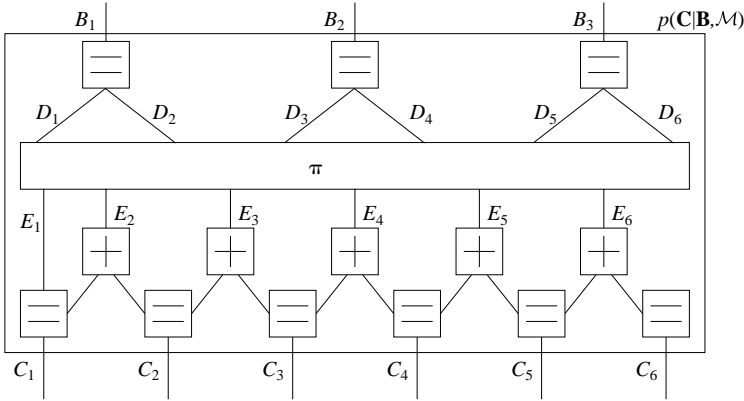 B1 B2 B3 p(C|B,M)
D1 D2 D3 D4 D5 D6
π
E1 E2 E3 E4 E5 E6
C1 C2 C3 C4 C5 C6